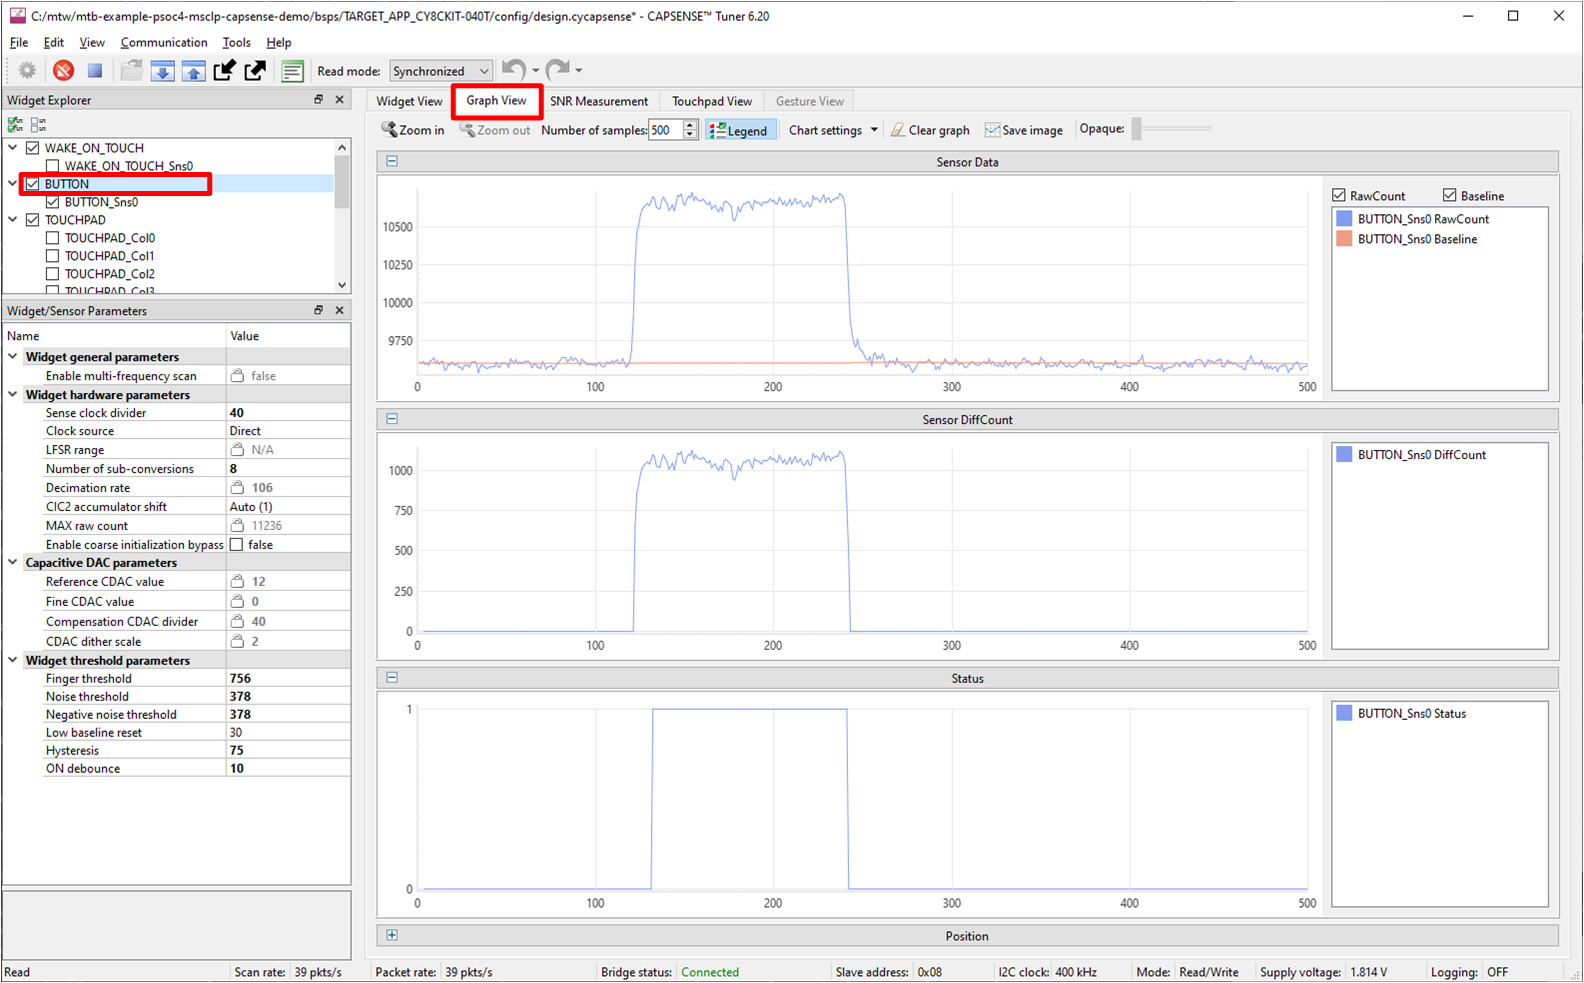 C:/mtw/mtb-example-psoc4-msclp-capsense-demo/bsps/TARGET_APP_CY8CKIT-040T/config/design.cycapsense* - CAPSENSE™ Tuner 6.20
File Edit View Communication Tools Help
Read mode: Synchronized
Widget Explorer
WAKE_ON_TOUCH
WAKE_ON_TOUCH_Sns0
BUTTON
BUTTON_Sns0
TOUCHPAD
TOUCHPAD_Col0
TOUCHPAD_Col1
TOUCHPAD_Col2
TOUCHPAD_Col3
Widget/Sensor Parameters
Name Value
Widget general parameters
Enable multi-frequency scan false
Widget hardware parameters
Sense clock divider 40
Clock source Direct
LFSR range N/A
Number of sub-conversions 8
Decimation rate 106
CIC2 accumulator shift Auto (1)
MAX raw count 11236
Enable coarse initialization bypass false
Capacitive DAC parameters
Reference CDAC value 12
Fine CDAC value 0
Compensation CDAC divider 40
CDAC dither scale 2
Widget threshold parameters
Finger threshold 756
Noise threshold 378
Negative noise threshold 378
Low baseline reset 30
Hysteresis 75
ON debounce 10
Widget View Graph View SNR Measurement Touchpad View Gesture View
Zoom in Zoom out Number of samples: 500 Legend Chart settings Clear graph Save image Opaque:
Sensor Data
10500
10250
10000
9750
0 100 200 300 400 500
RawCount Baseline
BUTTON_Sns0 RawCount
BUTTON_Sns0 Baseline
Sensor DiffCount
1000
750
500
250
0
0 100 200 300 400 500
BUTTON_Sns0 DiffCount
Status
1
0
0 100 200 300 400 500
BUTTON_Sns0 Status
Position
Read Scan rate: 39 pkts/s Packet rate: 39 pkts/s Bridge status: Connected Slave address: 0x08 I2C clock: 400 kHz Mode: Read/Write Supply voltage: 1.814 V Logging: OFF